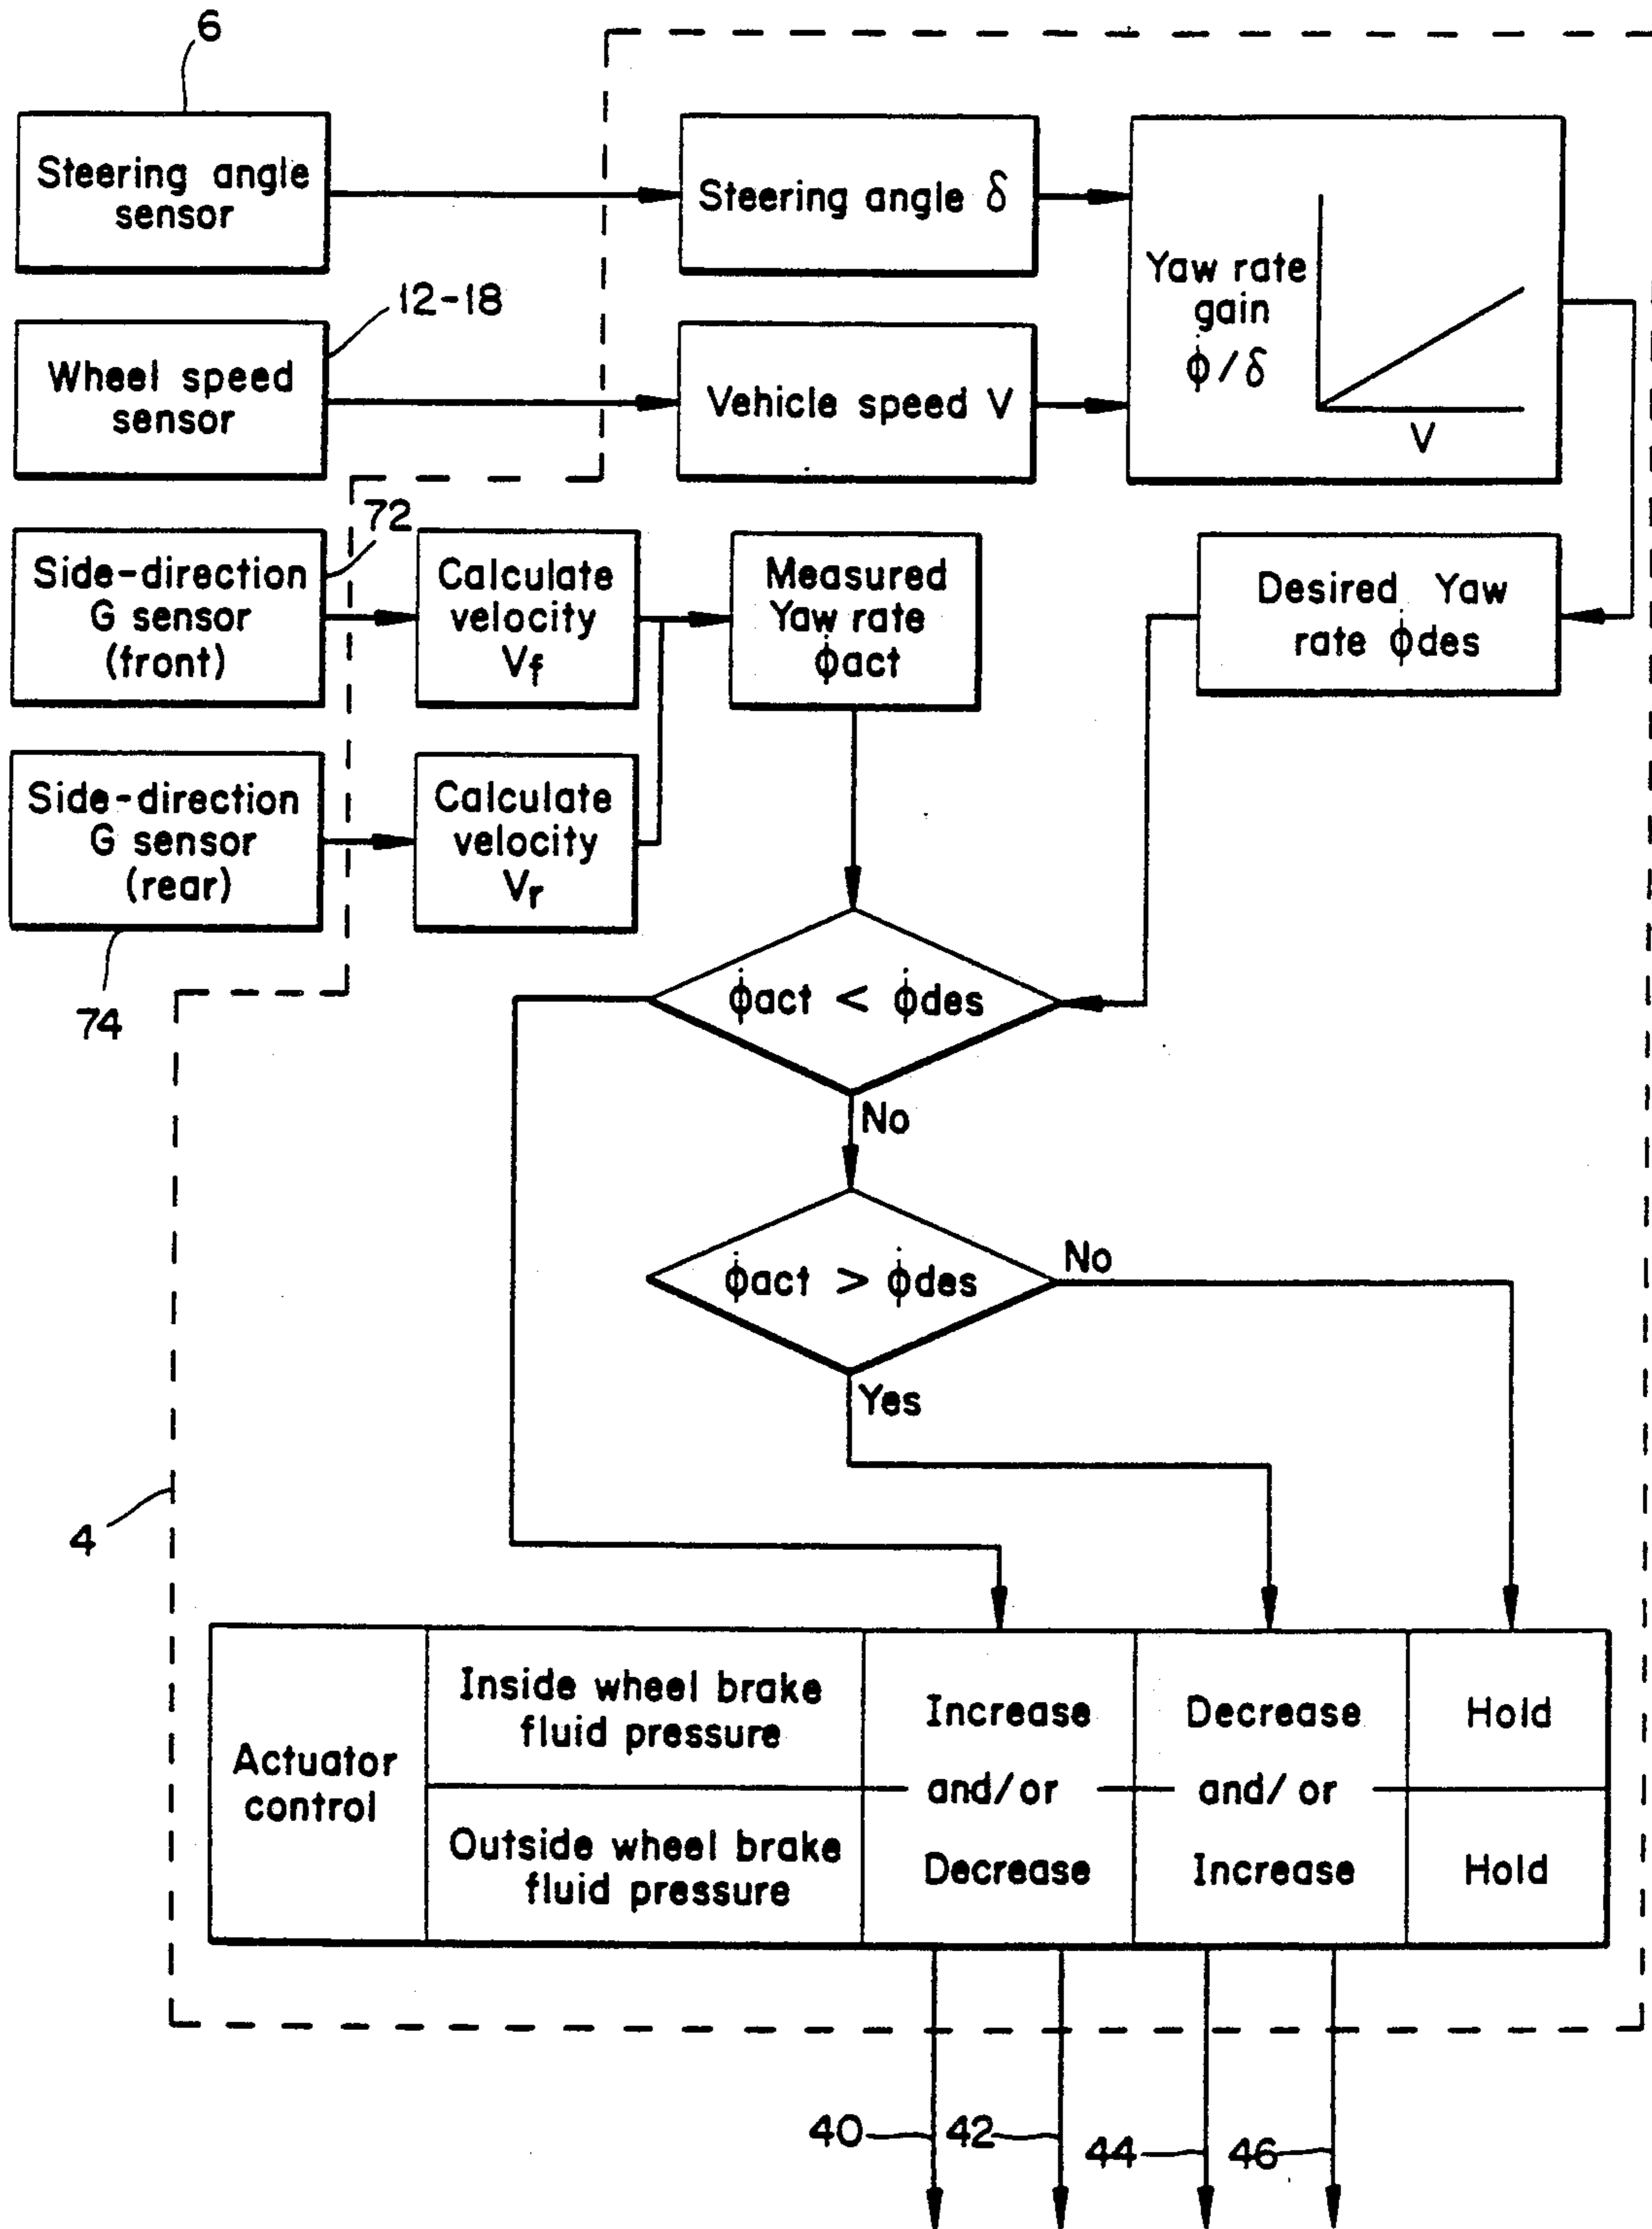 6
Steering angle
sensor
Steering angle δ
Yaw rate
gain
φ̇/δ
V
12-18
Wheel speed
sensor
Vehicle speed V
72
Side-direction
G sensor
(front)
Calculate
velocity
Vf
Measured
Yaw rate
φ̇act
Desired Yaw
rate φ̇des
Side-direction
G sensor
(rear)
Calculate
velocity
Vr
74
φ̇act < φ̇des
No
φ̇act > φ̇des
No
Yes
4
Actuator
control
Inside wheel brake
fluid pressure
Outside wheel brake
fluid pressure
Increase
and/or
Decrease
Decrease
and/or
Increase
Hold
Hold
40
42
44
46